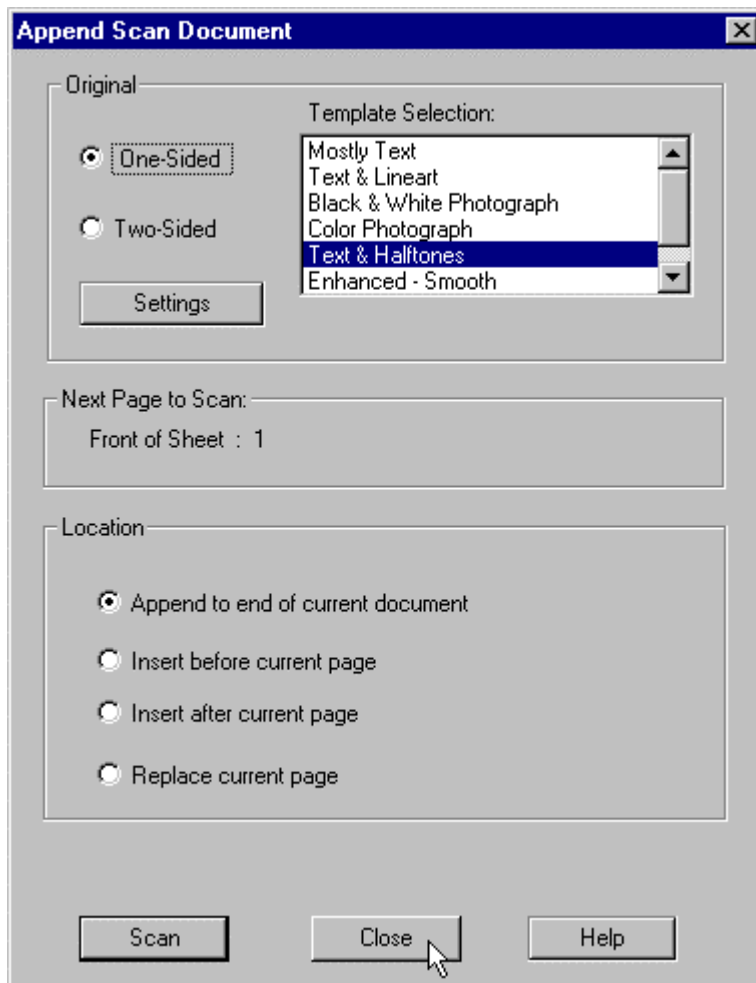 Append Scan Document
Original
One-Sided
Two-Sided
Settings
Template Selection:
Mostly Text
Text & Lineart
Black & White Photograph
Color Photograph
Text & Halftones
Enhanced - Smooth
Next Page to Scan:
Front of Sheet : 1
Location
Append to end of current document
Insert before current page
Insert after current page
Replace current page
Scan
Close
Help